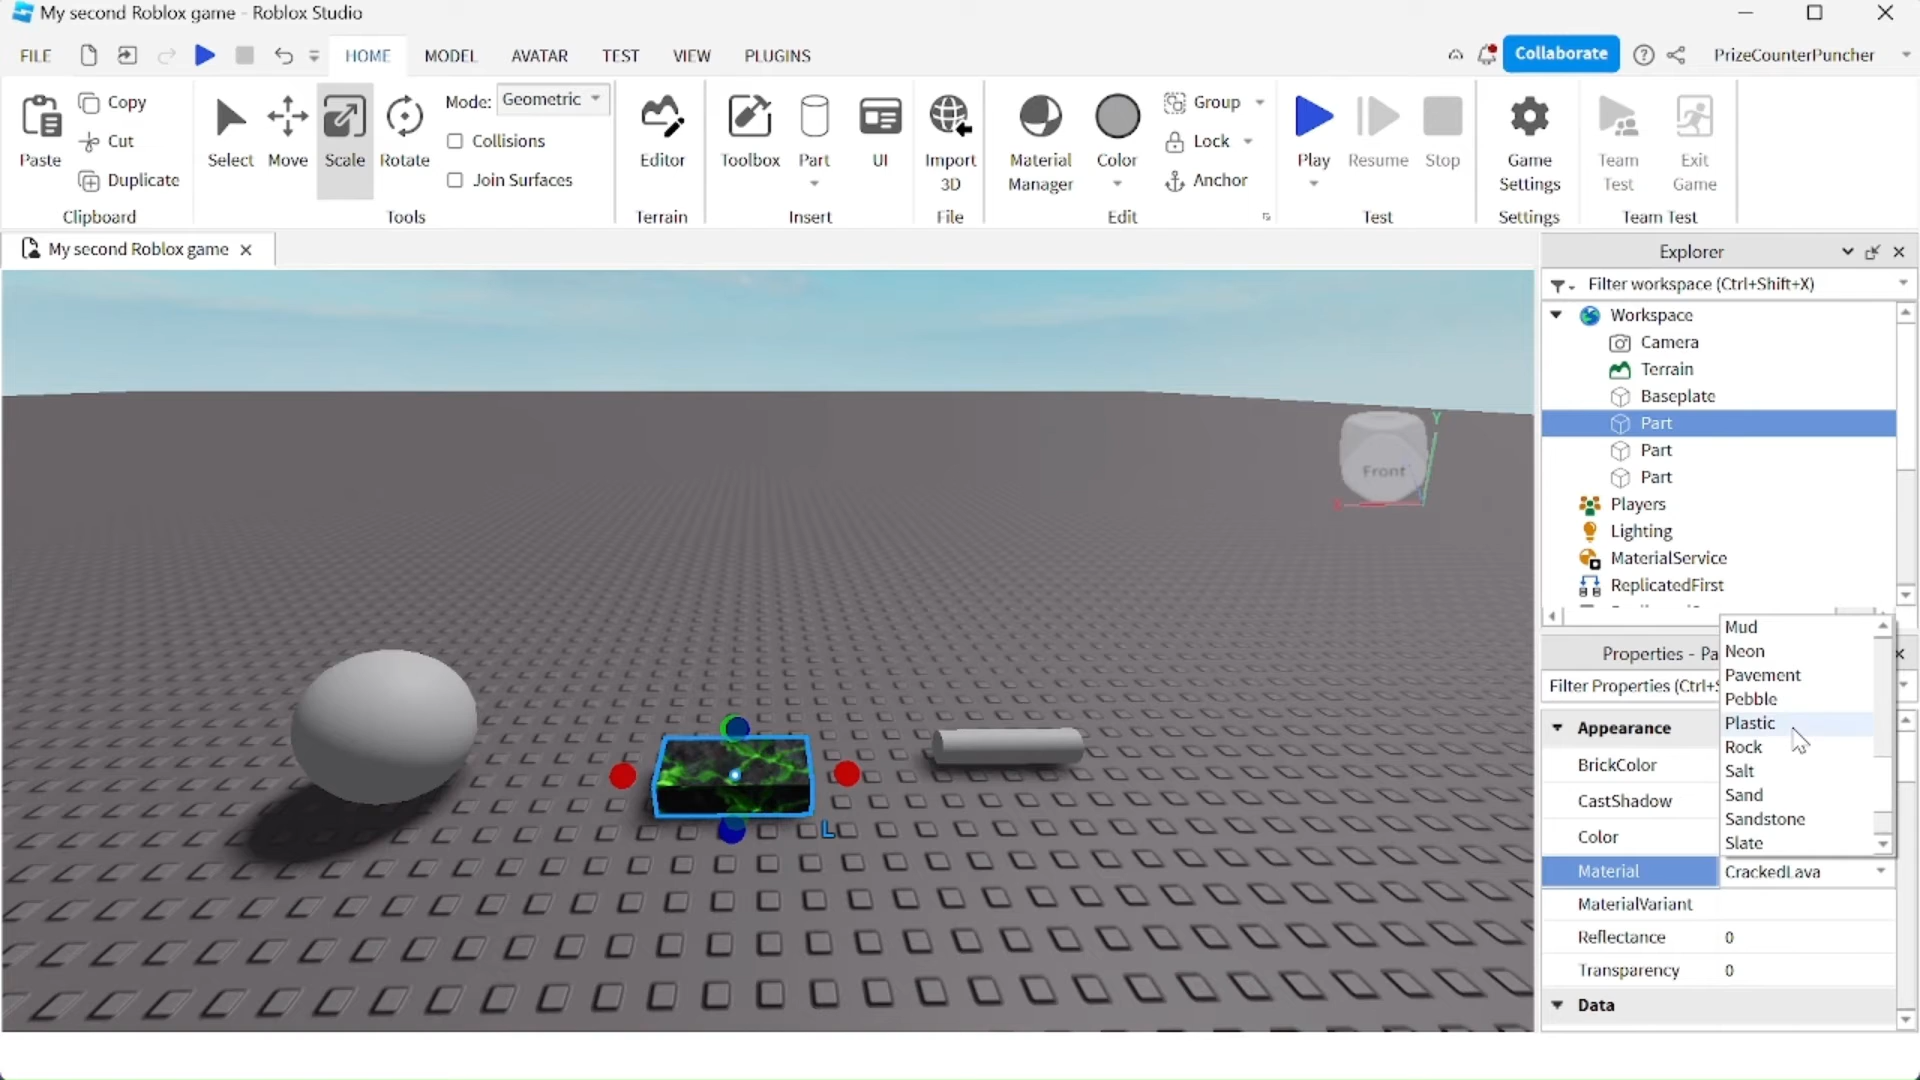 My second Roblox game - Roblox Studio
FILE HOME MODEL AVATAR TEST VIEW PLUGINS Collaborate PrizeCounterPuncher
Paste Copy Cut Duplicate
Clipboard
Select Move Scale Rotate Mode: Geometric
Collisions
Join Surfaces
Tools
Editor
Terrain
Toolbox Part UI
Insert
Import
3D
File
Material
Manager
Color
Group
Lock
Anchor
Edit
Play Resume Stop
Test
Game
Settings
Settings
Team
Test
Exit
Game
Team Test
My second Roblox game
Front
Y
L
Explorer
Filter workspace (Ctrl+Shift+X)
Workspace
Camera
Terrain
Baseplate
Part
Part
Part
Players
Lighting
MaterialService
ReplicatedFirst
Properties - Pa
Filter Properties (Ctrl+S
Mud
Neon
Pavement
Pebble
Plastic
Rock
Salt
Sand
Sandstone
Slate
Appearance
BrickColor
CastShadow
Color
Material CrackedLava
MaterialVariant
Reflectance 0
Transparency 0
Data